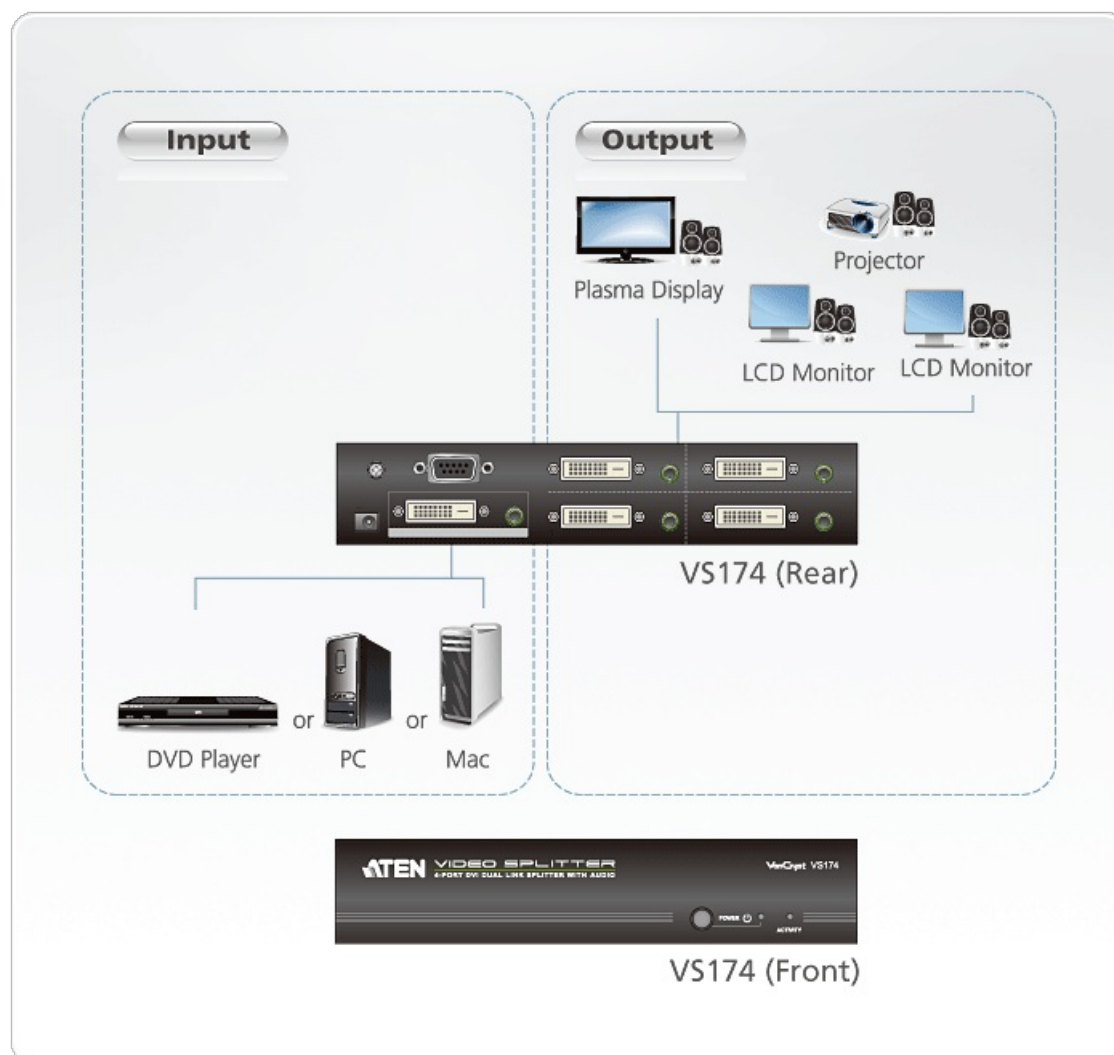 Input
Output
Plasma Display
Projector
LCD Monitor
LCD Monitor
VS174 (Rear)
DVD Player
or
PC
or
Mac
ATEN VIDEO SPLITTER
4-PORT DVI DUAL LINK SPLITTER WITH AUDIO
VanCryst VS174
POWER
ACTIVITY
VS174 (Front)